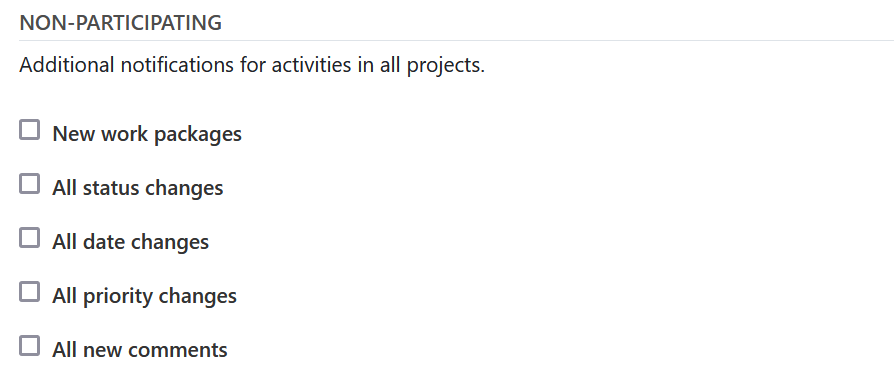 NON-PARTICIPATING
Additional notifications for activities in all projects.
New work packages
All status changes
All date changes
All priority changes
All new comments